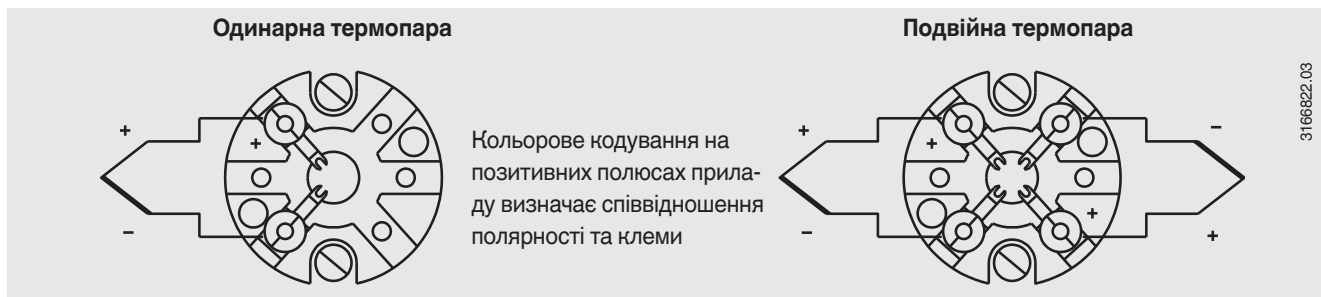 Одинарна термопара
Подвійна термопара
3166822.03
+
–
+
Кольорове кодування на
позитивних полюсах прила-
ду визначає співвідношення
полярності та клеми
+
–
+
–
+
+